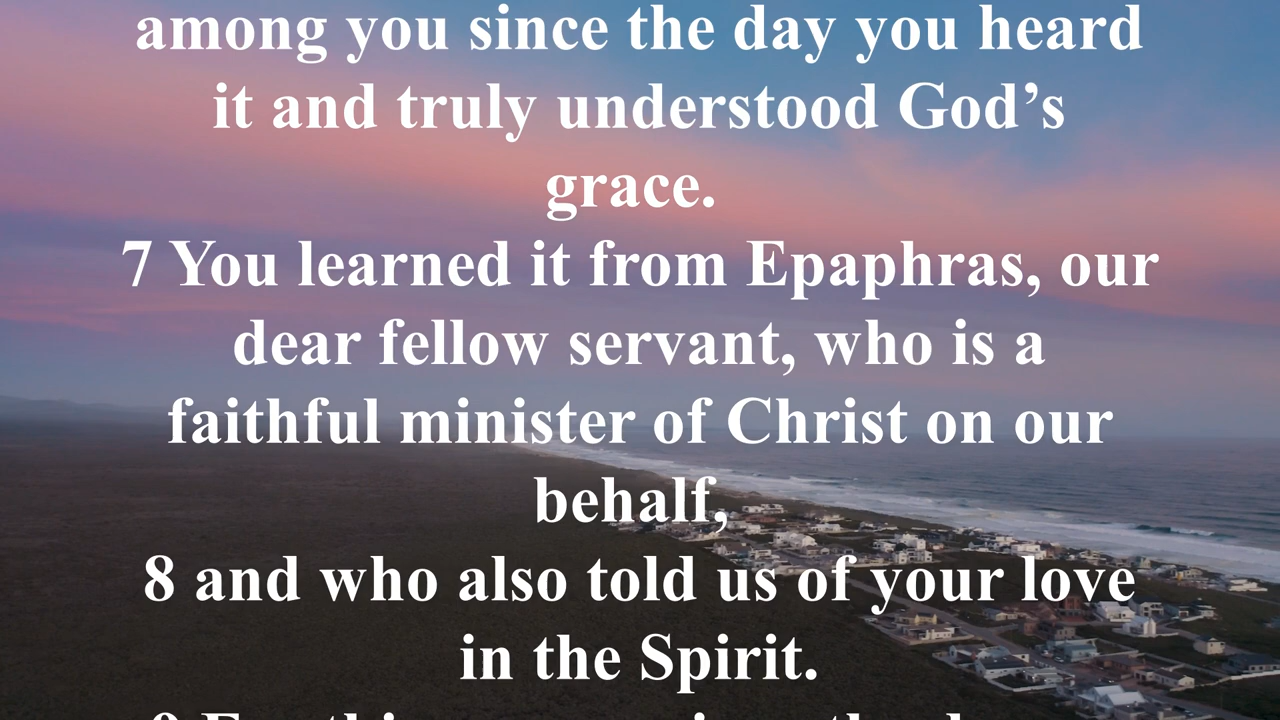 among you since the day you heard
it and truly understood God’s
grace.
7 You learned it from Epaphras, our
dear fellow servant, who is a
faithful minister of Christ on our
behalf,
8 and who also told us of your love
in the Spirit.